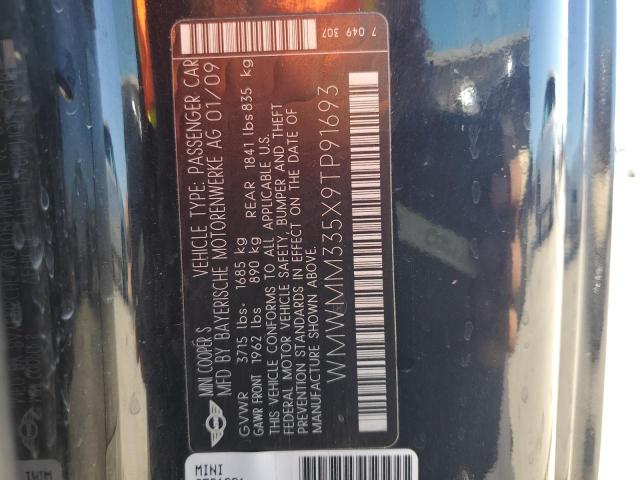 7 049 307
MINI COOPER S VEHICLE TYPE: PASSENGER CAR
MFD BY BAYERISCHE MOTORENWERKE AG 01/09
GVWR 3715 lbs· 1685 kg REAR 1841 lbs 835 kg
GAWR FRONT 1962 lbs 890 kg
THIS VEHICLE CONFORMS TO ALL APPLICABLE U.S.
FEDERAL MOTOR VEHICLE SAFETY, BUMPER AND THEFT
PREVENTION STANDARDS IN EFFECT ON THE DATE OF
MANUFACTURE SHOWN ABOVE.
WMWMM335X9TP91693
MINI